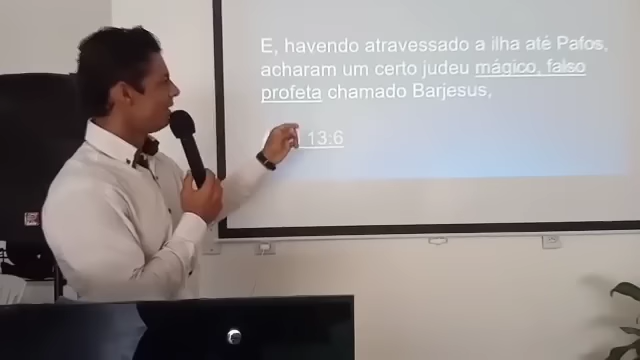 E, havendo atravessado a ilha até Pafos,
acharam um certo judeu mágico, falso
profeta chamado Barjesus,
13:6